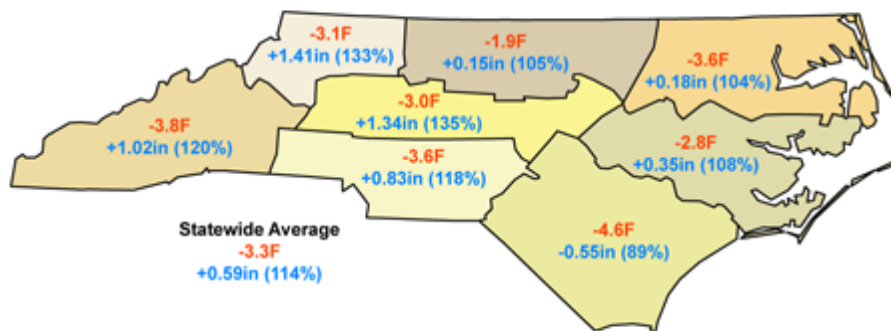 -3.1F
+1.41in (133%)
-1.9F
+0.15in (105%)
-3.6F
+0.18in (104%)
-3.0F
+1.34in (135%)
-3.8F
+1.02in (120%)
-2.8F
+0.35in (108%)
-3.6F
+0.83in (118%)
-4.6F
-0.55in (89%)
Statewide Average
-3.3F
+0.59in (114%)